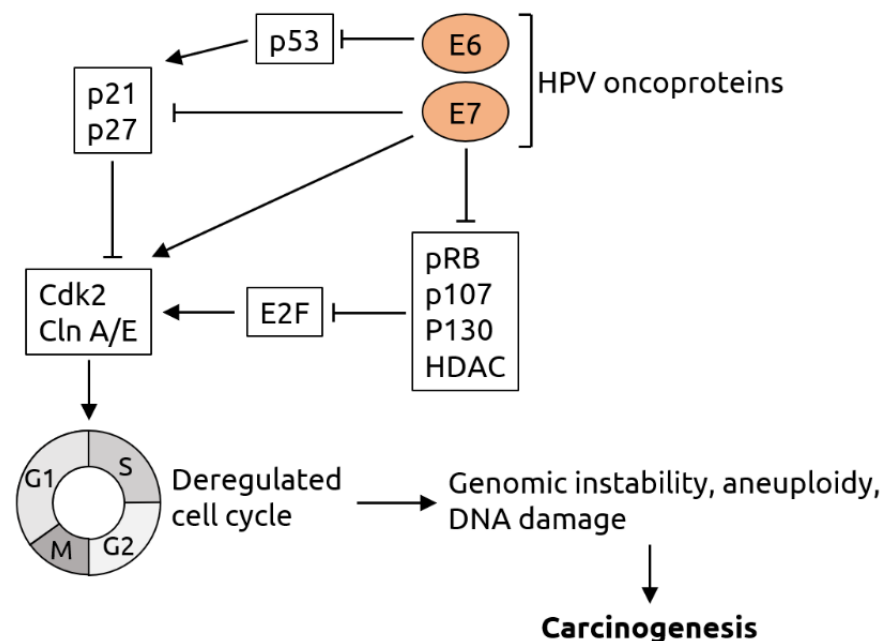 p53
E6
HPV oncoproteins
p21
p27
E7
pRB
p107
P130
HDAC
Cdk2
Cln A/E
E2F
G1
S
M
G2
Deregulated
cell cycle
Genomic instability, aneuploidy,
DNA damage
Carcinogenesis